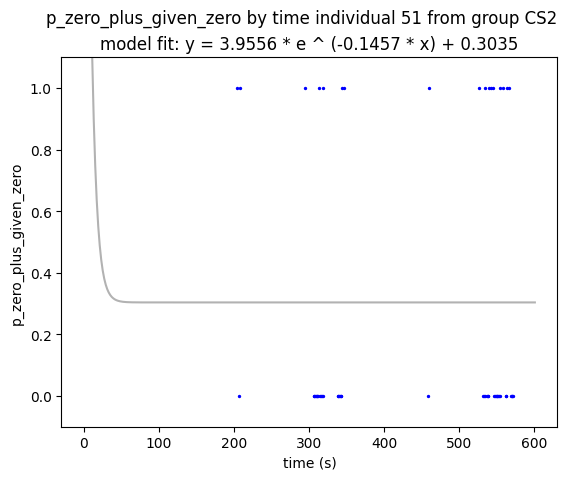 p_zero_plus_given_zero by time individual 51 from group CS2
model fit: y = 3.9556 * e ^ (-0.1457 * x) + 0.3035
p_zero_plus_given_zero
1.0
0.8
0.6
0.4
0.2
0.0
0 100 200 300 400 500 600
time (s)